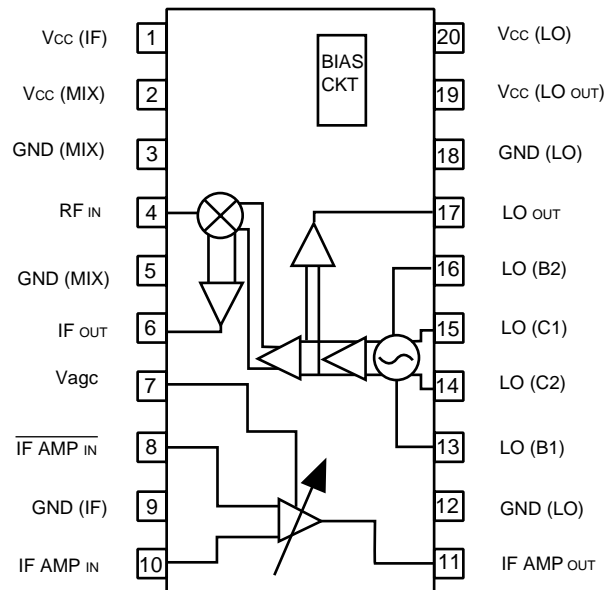 Vcc (IF) 1 20 Vcc (LO)
BIAS
CKT
Vcc (MIX) 2 19 Vcc (LO OUT)
GND (MIX) 3 18 GND (LO)
RF IN 4 17 LO OUT
GND (MIX) 5 16 LO (B2)
IF OUT 6 15 LO (C1)
Vagc 7 14 LO (C2)
IF AMP IN 8 13 LO (B1)
GND (IF) 9 12 GND (LO)
IF AMP IN 10 11 IF AMP OUT